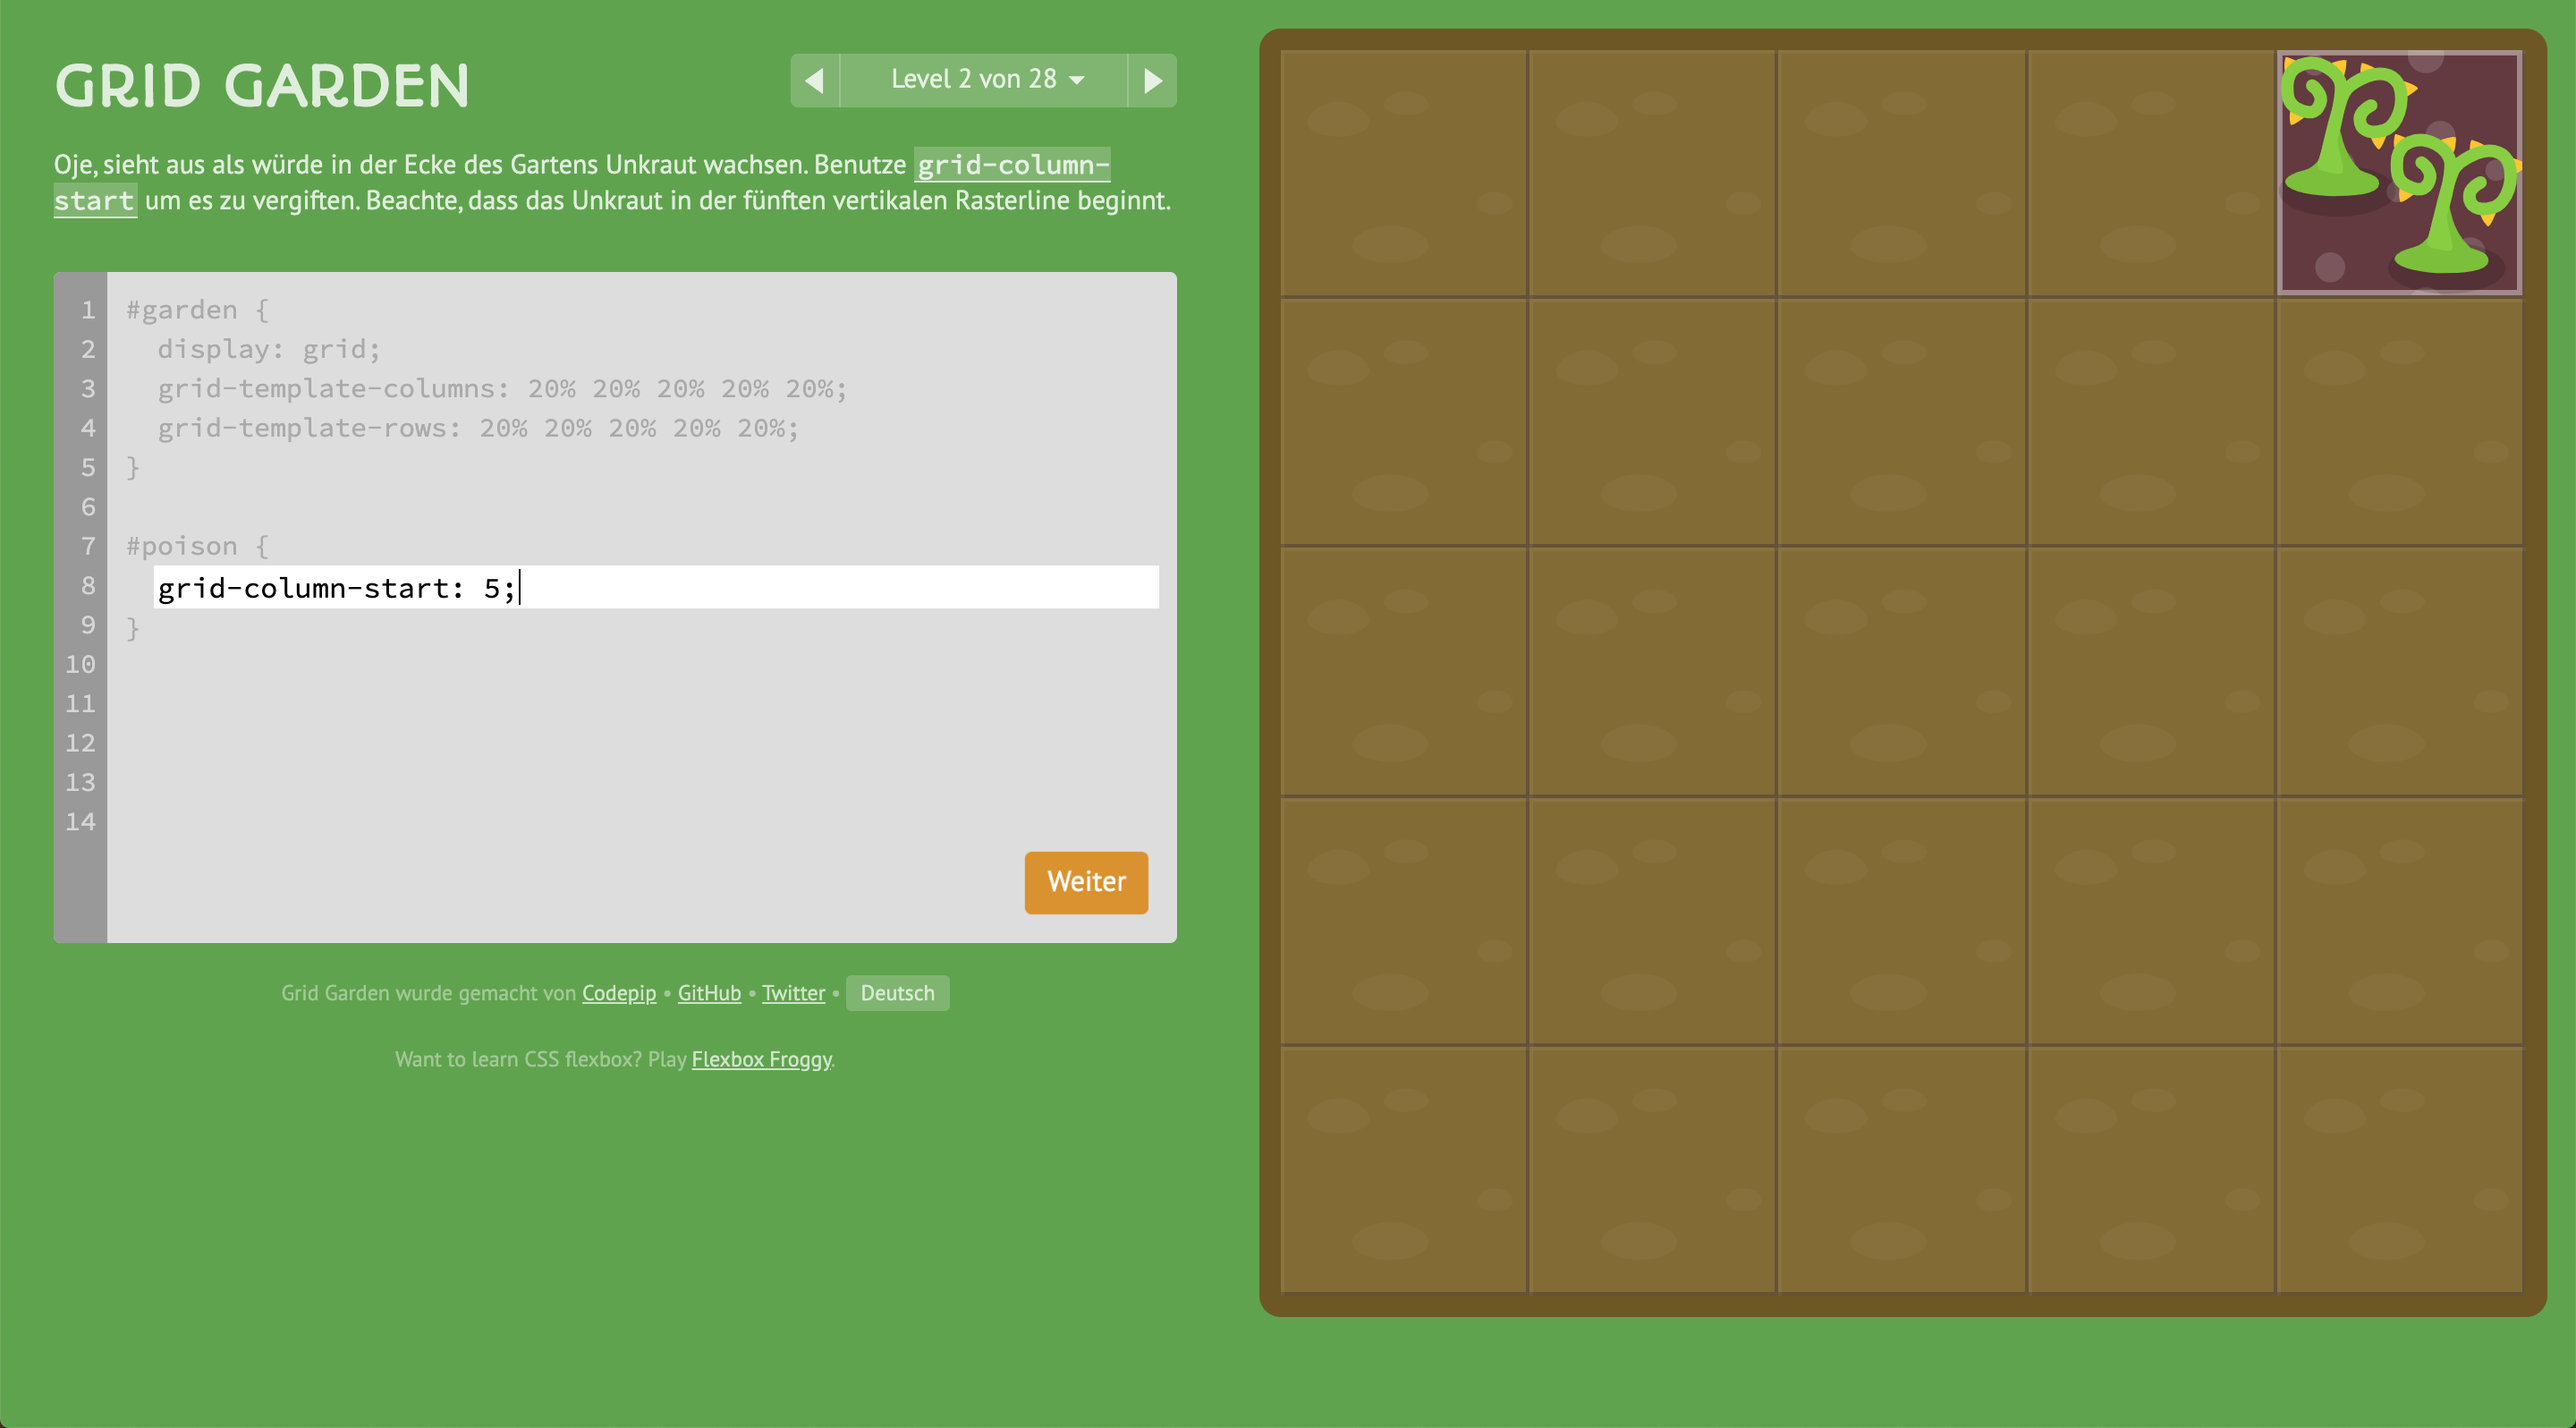 GRID GARDEN
Level 2 von 28
Oje, sieht aus als würde in der Ecke des Gartens Unkraut wachsen. Benutze grid-column-
start um es zu vergiften. Beachte, dass das Unkraut in der fünften vertikalen Rasterline beginnt.
1 #garden {
2   display: grid;
3   grid-template-columns: 20% 20% 20% 20% 20%;
4   grid-template-rows: 20% 20% 20% 20% 20%;
5 }
6
7 #poison {
8   grid-column-start: 5;
9 }
10
11
12
13
14
Weiter
Grid Garden wurde gemacht von Codepip • GitHub • Twitter • Deutsch
Want to learn CSS flexbox? Play Flexbox Froggy.